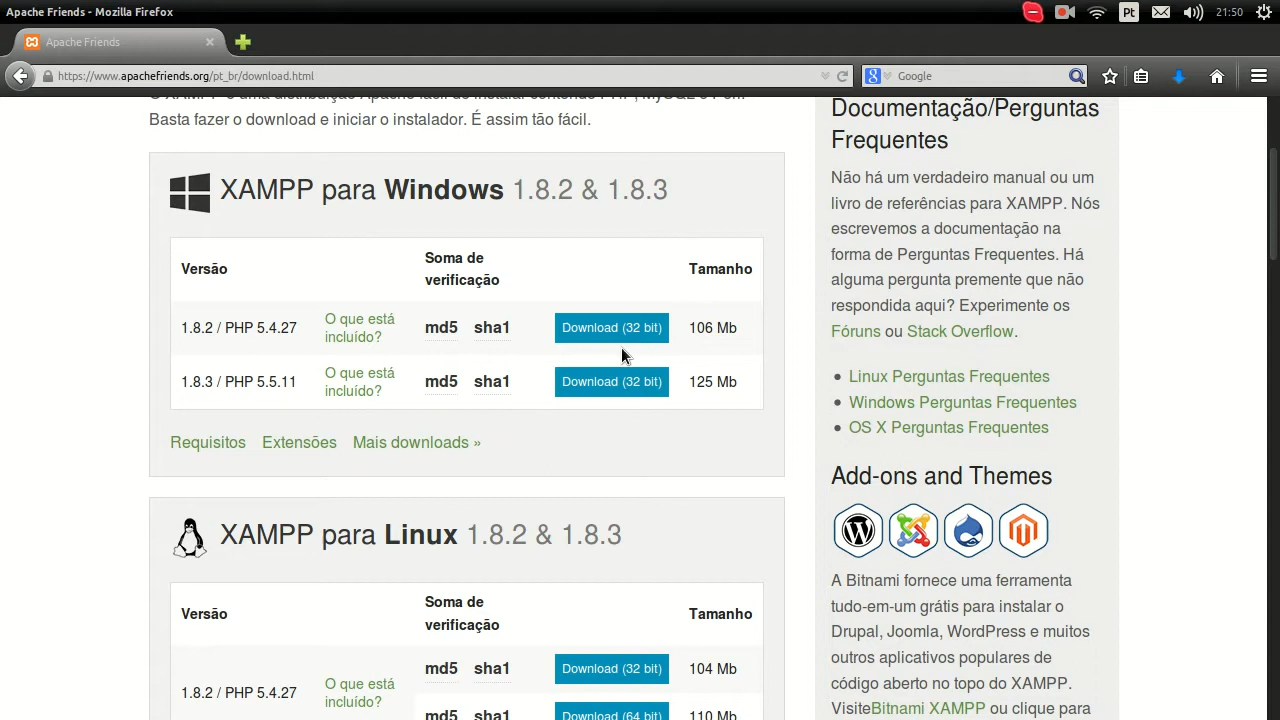 Apache Friends - Mozilla Firefox
Pt
21:50
Apache Friends
https://www.apachefriends.org/pt_br/download.html
Google
Basta fazer o download e iniciar o instalador. É assim tão fácil.
XAMPP para Windows 1.8.2 & 1.8.3
Versão
Soma de
verificação
Tamanho
1.8.2 / PHP 5.4.27
O que está
incluído?
md5 sha1
Download (32 bit)
106 Mb
1.8.3 / PHP 5.5.11
O que está
incluído?
md5 sha1
Download (32 bit)
125 Mb
Requisitos Extensões Mais downloads »
XAMPP para Linux 1.8.2 & 1.8.3
Versão
Soma de
verificação
Tamanho
1.8.2 / PHP 5.4.27
O que está
incluído?
md5 sha1
Download (32 bit)
104 Mb
md5 sha1
Download (64 bit)
110 Mb
Documentação/Perguntas
Frequentes
Não há um verdadeiro manual ou um
livro de referências para XAMPP. Nós
escrevemos a documentação na
forma de Perguntas Frequentes. Há
alguma pergunta premente que não
respondida aqui? Experimente os
Fóruns ou Stack Overflow.
Linux Perguntas Frequentes
Windows Perguntas Frequentes
OS X Perguntas Frequentes
Add-ons and Themes
A Bitnami fornece uma ferramenta
tudo-em-um grátis para instalar o
Drupal, Joomla, WordPress e muitos
outros aplicativos populares de
código aberto no topo do XAMPP.
VisiteBitnami XAMPP ou clique para